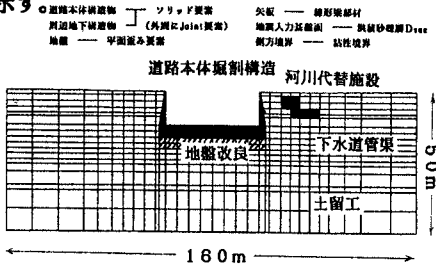 示す
◎道路本体構造物 ─ ソリッド要素
周辺地下構造物 (外周にJoint要素)
地盤 ── 平面歪み要素
矢板 ── 線形梁部材
地震入力基盤面 ── 洪積砂礫層
側方境界 ── 粘性境界
道路本体掘割構造
河川代替施設
地盤改良
下水道管渠
土留工
50m
160m